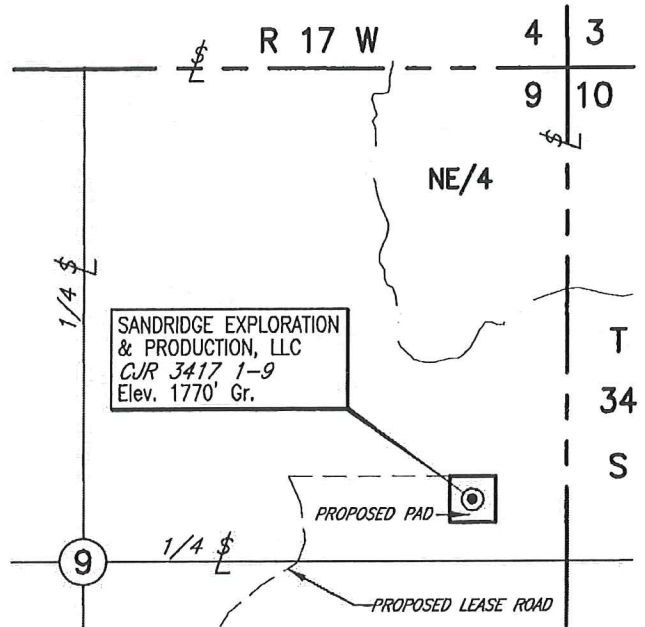 R 17 W
4 3
9 10
NE/4
1/4
SANDRIDGE EXPLORATION
& PRODUCTION, LLC
CJR 3417 1-9
Elev. 1770' Gr.
T
34
S
PROPOSED PAD
9
1/4
PROPOSED LEASE ROAD